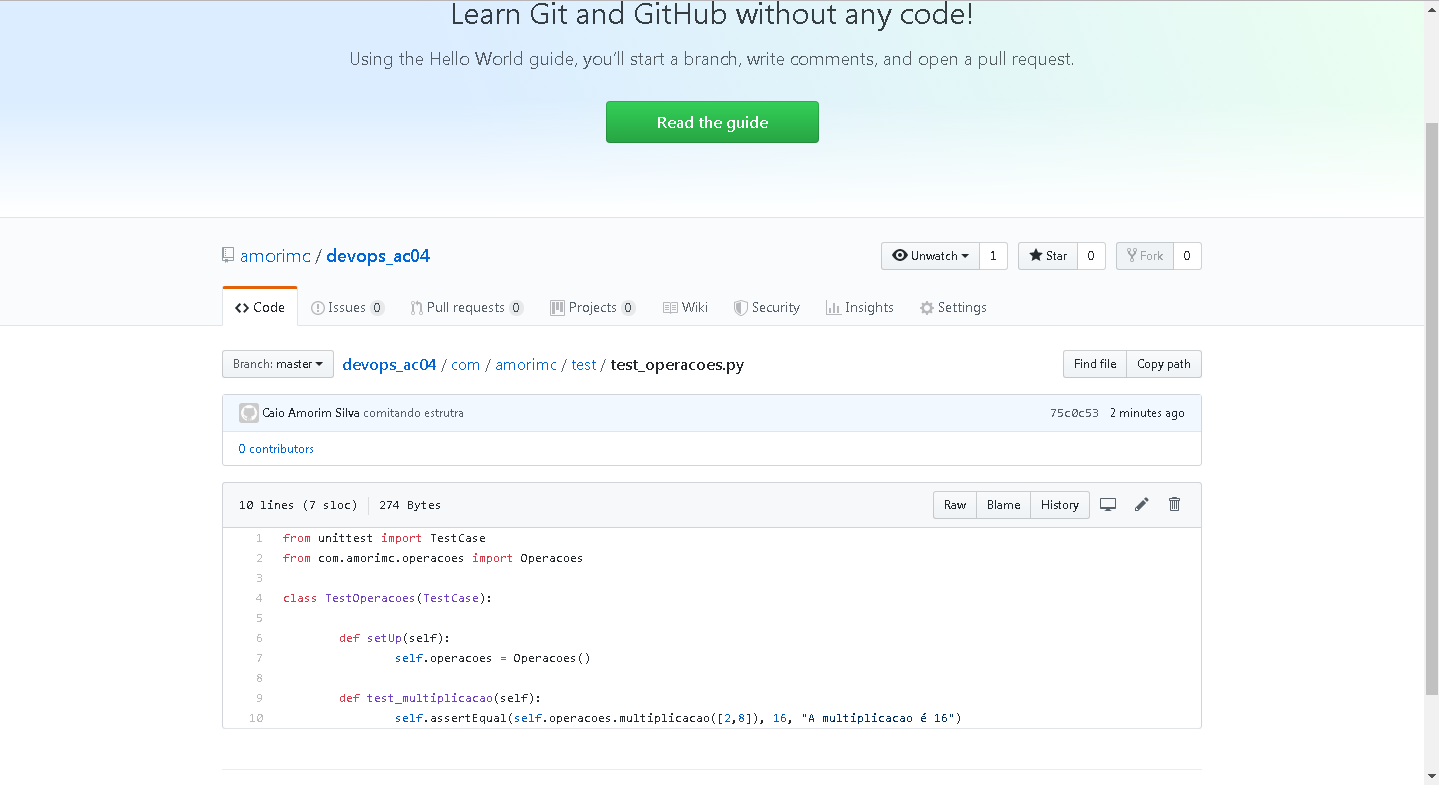 Learn Git and GitHub without any code!
Using the Hello World guide, you’ll start a branch, write comments, and open a pull request.
Read the guide
amorimc / devops_ac04
Unwatch 1 Star 0 Fork 0
Code Issues 0 Pull requests 0 Projects 0 Wiki Security Insights Settings
Branch: master devops_ac04 / com / amorimc / test / test_operacoes.py Find file Copy path
Caio Amorim Silva comitando estrutra 75c0c53 2 minutes ago
0 contributors
10 lines (7 sloc) 274 Bytes Raw Blame History
1 from unittest import TestCase
2 from com.amorimc.operacoes import Operacoes
3
4 class TestOperacoes(TestCase):
5
6 def setUp(self):
7 self.operacoes = Operacoes()
8
9 def test_multiplicacao(self):
10 self.assertEqual(self.operacoes.multiplicacao([2,8]), 16, "A multiplicacao é 16")